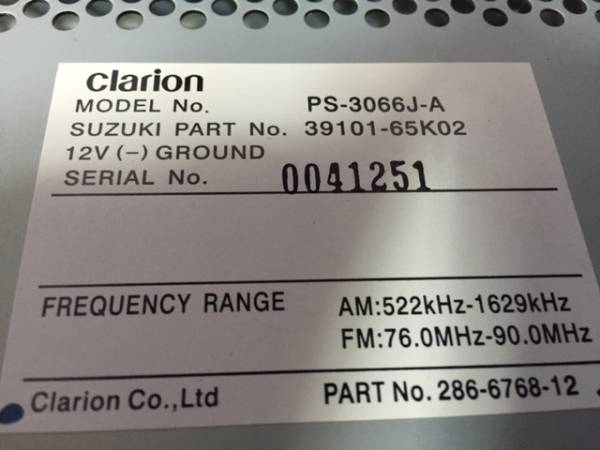 clarion
MODEL No. PS-3066J-A
SUZUKI PART No. 39101-65K02
12V (-) GROUND
SERIAL No. 0041251
FREQUENCY RANGE AM:522kHz-1629kHz
FM:76.0MHz-90.0MHz
Clarion Co.,Ltd PART No. 286-6768-12